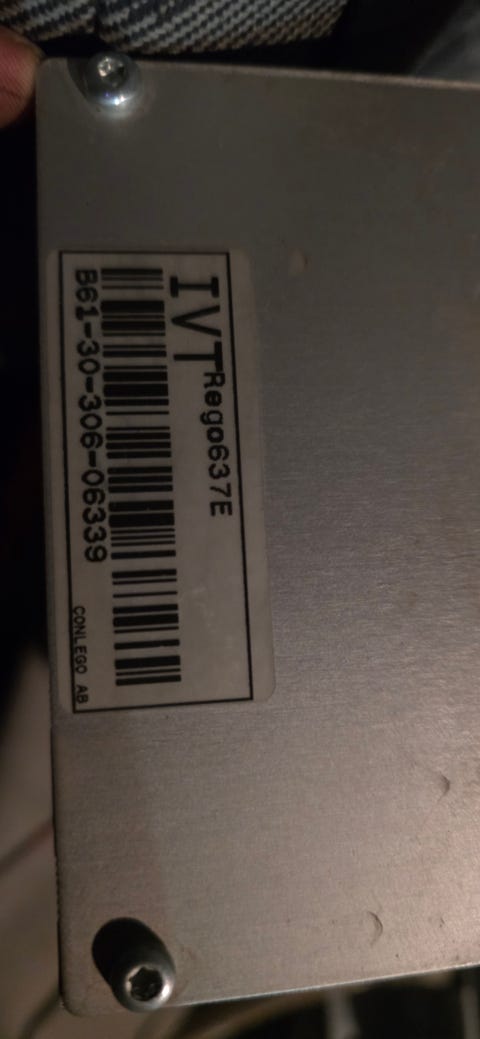 IVT Rego637E
B61-30-306-06339
CONLEGO AB